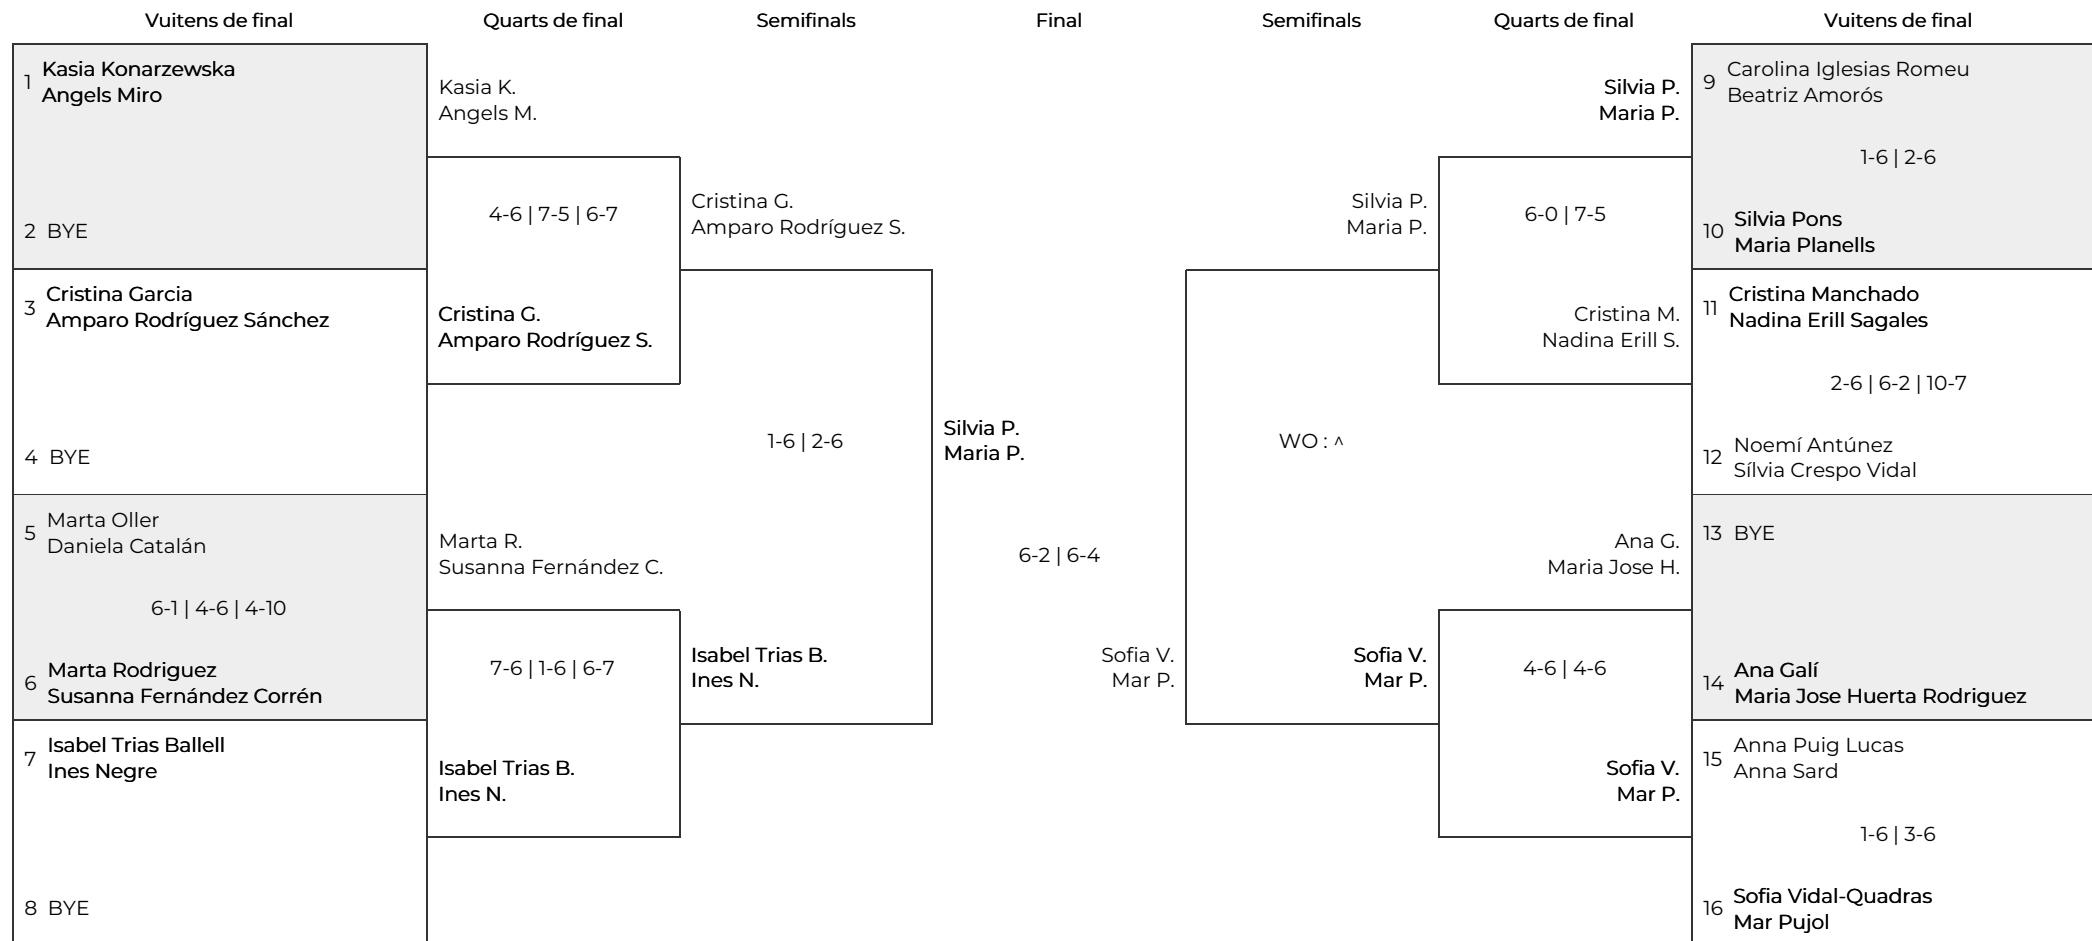 Vuitens de final
Quarts de final
Semifinals
Final
Semifinals
Quarts de final
Vuitens de final
1 Kasia Konarzewska
Angels Miro
2 BYE
3 Cristina Garcia
Amparo Rodríguez Sánchez
4 BYE
5 Marta Oller
Daniela Catalán
6-1 | 4-6 | 4-10
6 Marta Rodriguez
Susanna Fernández Corrén
7 Isabel Trias Ballell
Ines Negre
8 BYE
Kasia K.
Angels M.
4-6 | 7-5 | 6-7
Cristina G.
Amparo Rodríguez S.
Marta R.
Susanna Fernández C.
7-6 | 1-6 | 6-7
Isabel Trias B.
Ines N.
Cristina G.
Amparo Rodríguez S.
1-6 | 2-6
Isabel Trias B.
Ines N.
Silvia P.
Maria P.
6-2 | 6-4
Sofia V.
Mar P.
Silvia P.
Maria P.
WO : ^
Sofia V.
Mar P.
Silvia P.
Maria P.
6-0 | 7-5
Cristina M.
Nadina Erill S.
Ana G.
Maria Jose H.
4-6 | 4-6
Sofia V.
Mar P.
9 Carolina Iglesias Romeu
Beatriz Amorós
1-6 | 2-6
10 Silvia Pons
Maria Planells
11 Cristina Manchado
Nadina Erill Sagales
2-6 | 6-2 | 10-7
12 Noemí Antúnez
Sílvia Crespo Vidal
13 BYE
14 Ana Galí
Maria Jose Huerta Rodriguez
15 Anna Puig Lucas
Anna Sard
1-6 | 3-6
16 Sofia Vidal-Quadras
Mar Pujol